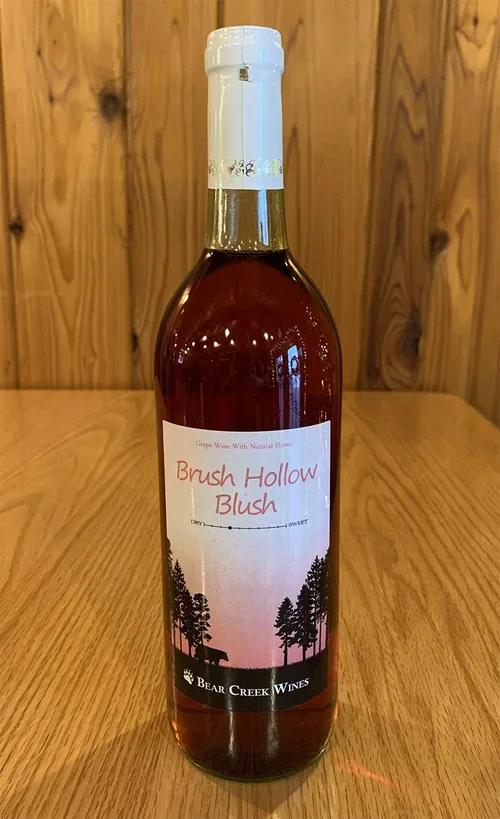 Grape Wine With Natural Flavor
Brush Hollow
Blush
DRY SWEET
BEAR CREEK WINES